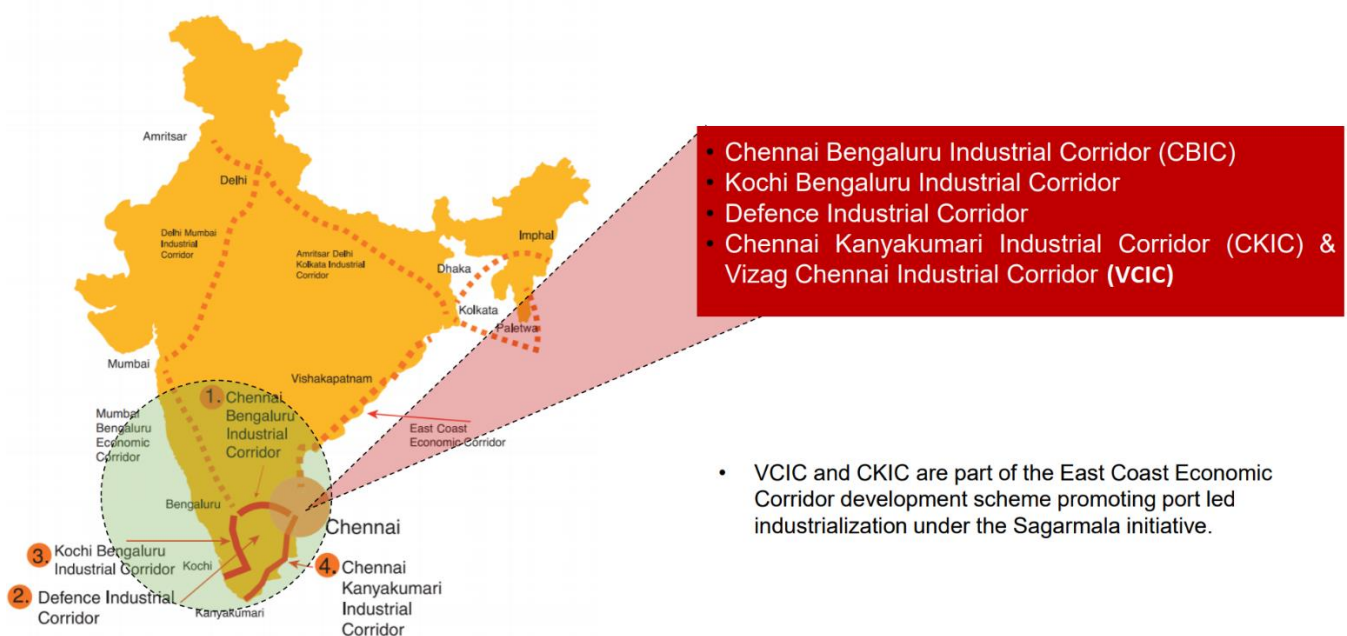 Amritsar
Delhi
Delhi Mumbai
Industrial
Corridor
Amritsar Delhi
Kolkata Industrial
Corridor
Imphal
Dhaka
Kolkata
Paletwa
Mumbai
Vishakapatnam
Mumbai
Bengaluru
Economic
Corridor
1. Chennai
Bengaluru
Industrial
Corridor
East Coast
Economic Corridor
Bengaluru
Chennai
3. Kochi Bengaluru
Industrial Corridor
Kochi
2. Defence Industrial
Corridor
Kanyakumari
4. Chennai
Kanyakumari
Industrial
Corridor
• Chennai Bengaluru Industrial Corridor (CBIC)
• Kochi Bengaluru Industrial Corridor
• Defence Industrial Corridor
• Chennai Kanyakumari Industrial Corridor (CKIC) &
Vizag Chennai Industrial Corridor (VCIC)
• VCIC and CKIC are part of the East Coast Economic
Corridor development scheme promoting port led
industrialization under the Sagarmala initiative.